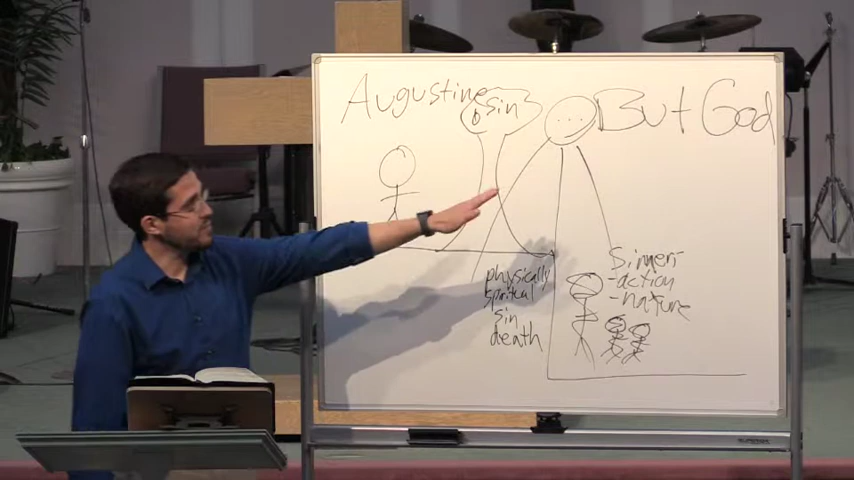 Augustine
sin
But God
physically
spiritual
sin
death
Sinner
-action
-nature